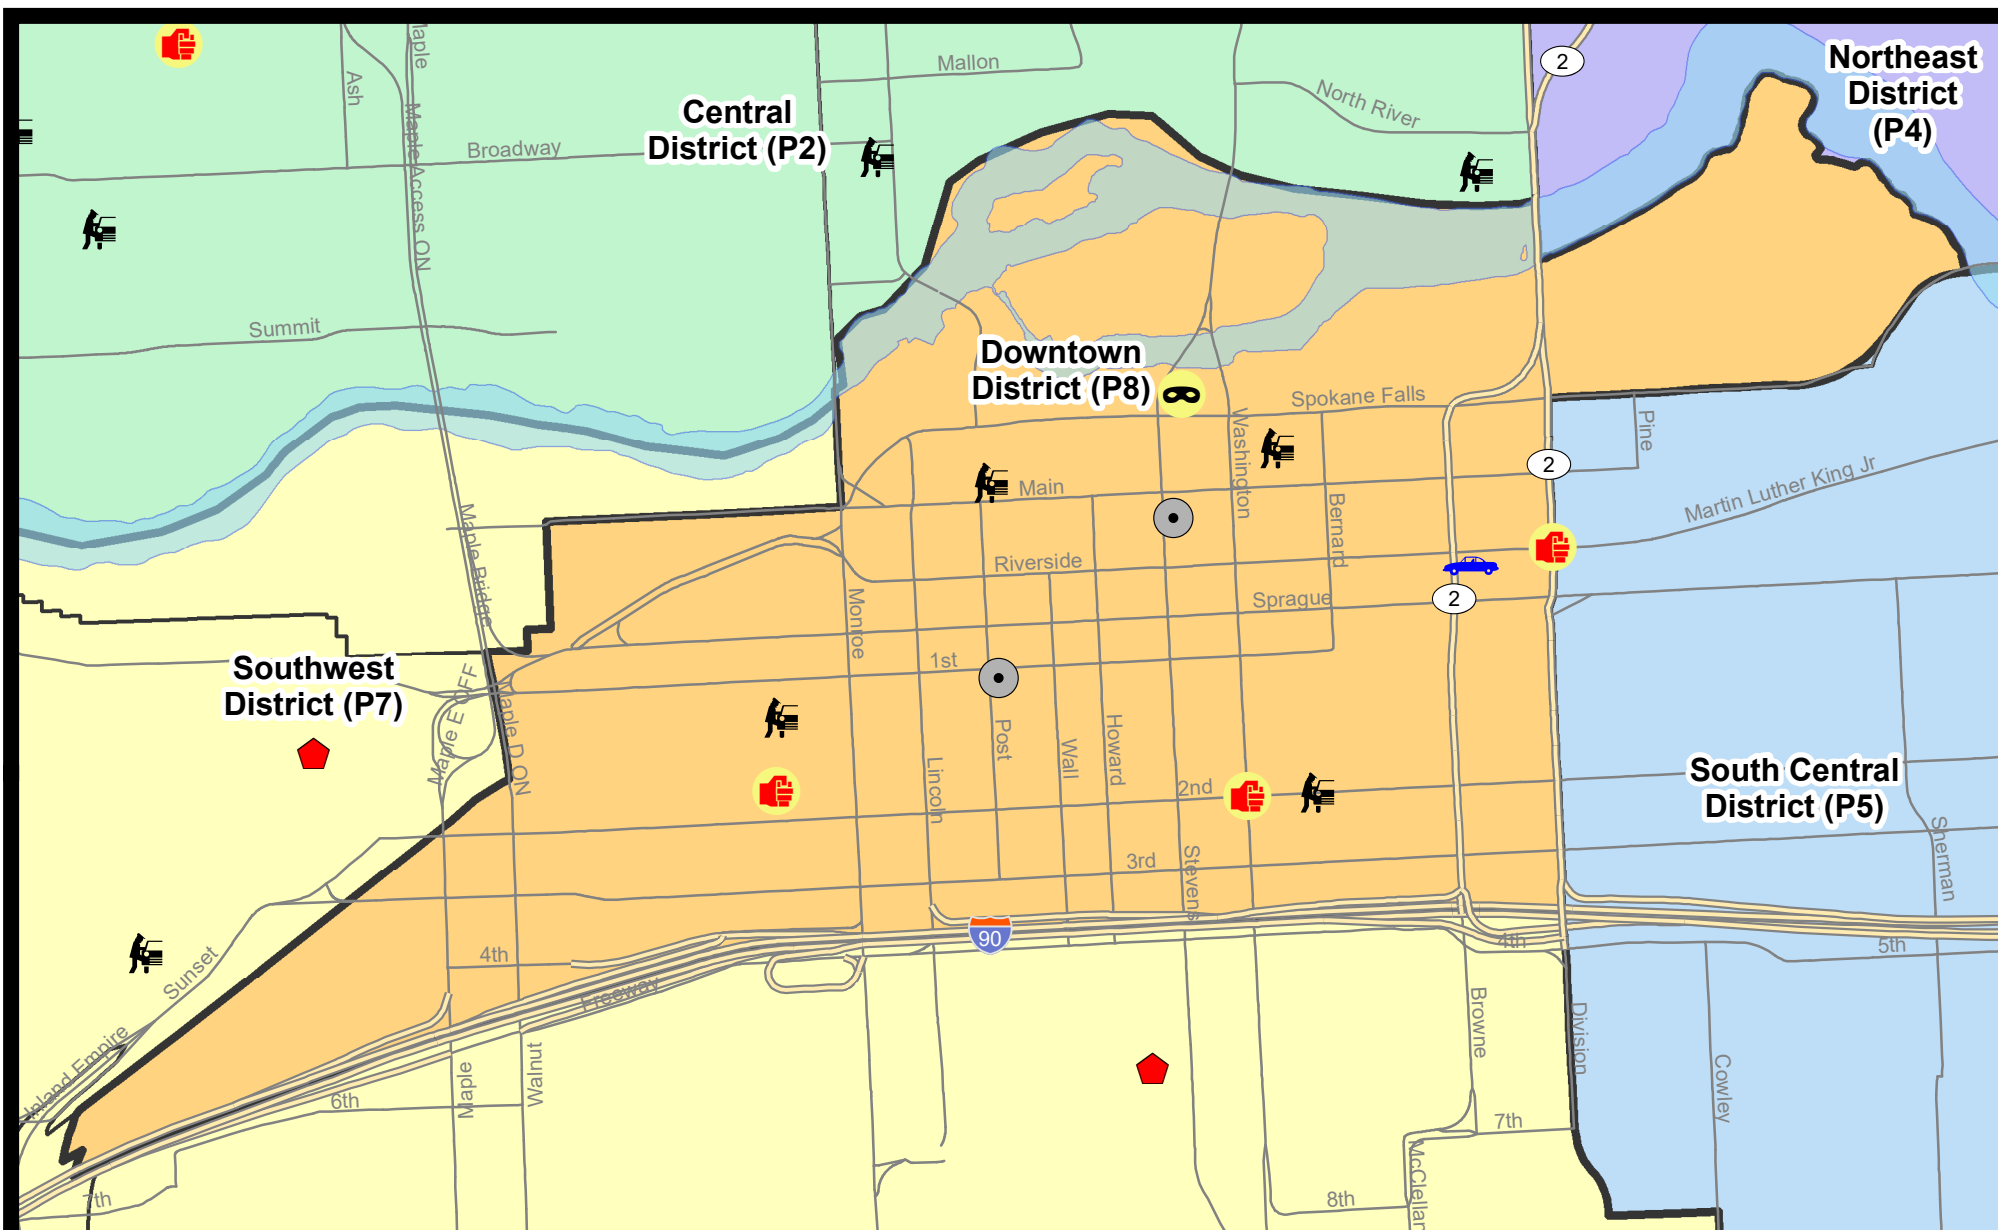 Maple
Ash
Mallon
2
Northeast
District
(P4)
Central
District (P2)
North River
Maple Access ON
Broadway
Summit
Downtown
District (P8)
Spokane Falls
Washington
Pine
2
Main
Martin Luther King Jr
Bernard
Maple Bridge
Riverside
Monroe
Sprague
2
1st
Southwest
District (P7)
Maple E OFF
Maple D ON
Post
Wall
Howard
Lincoln
2nd
South Central
District (P5)
Sherman
3rd
Stevens
90
4th
5th
4th
Sunset
Freeway
Browne
Division
Inland Empire
Maple
Walnut
Cowley
6th
7th
McClellan
7th
8th